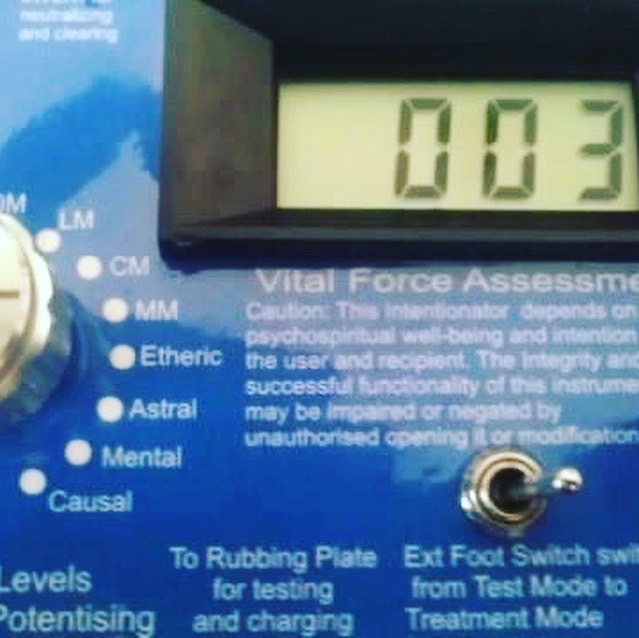 neutralizing
and clearing
003
LM
CM
MM
Etheric
Astral
Mental
Causal
Vital Force Assessme
Caution: This Intentionator depends on
psychospiritual well-being and intention
the user and recipient. The Integrity an
successful functionality of this instrume
may be impaired or negated by
unauthorised opening it or modification
Levels
Potentising
To Rubbing Plate
for testing
and charging
Ext Foot Switch swi
from Test Mode to
Treatment Mode